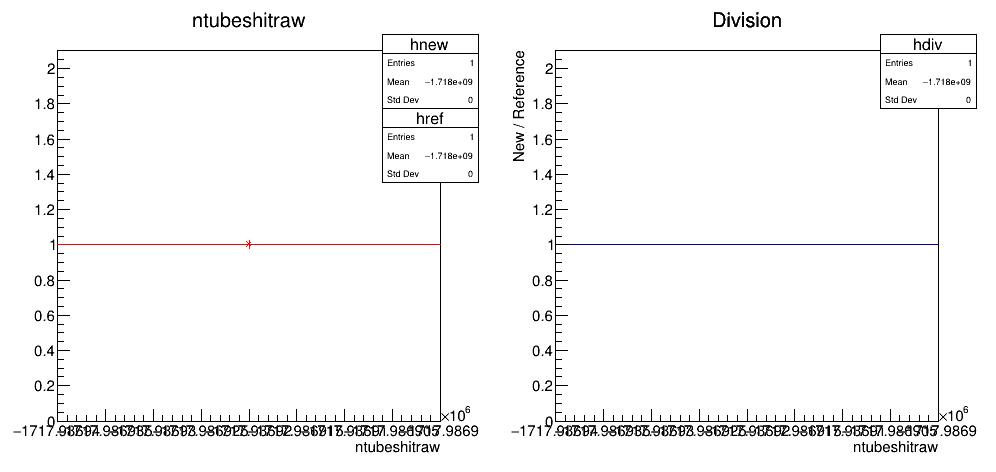 ntubeshitraw
hnew
Entries 1
Mean −1.718e+09
Std Dev 0
href
Entries 1
Mean −1.718e+09
Std Dev 0
2
1.8
1.6
1.4
1.2
1
0.8
0.6
0.4
0.2
0
×10⁶
ntubeshitraw
Division
hdiv
Entries 1
Mean −1.718e+09
Std Dev 0
New / Reference
2
1.8
1.6
1.4
1.2
1
0.8
0.6
0.4
0.2
0
×10⁶
ntubeshitraw